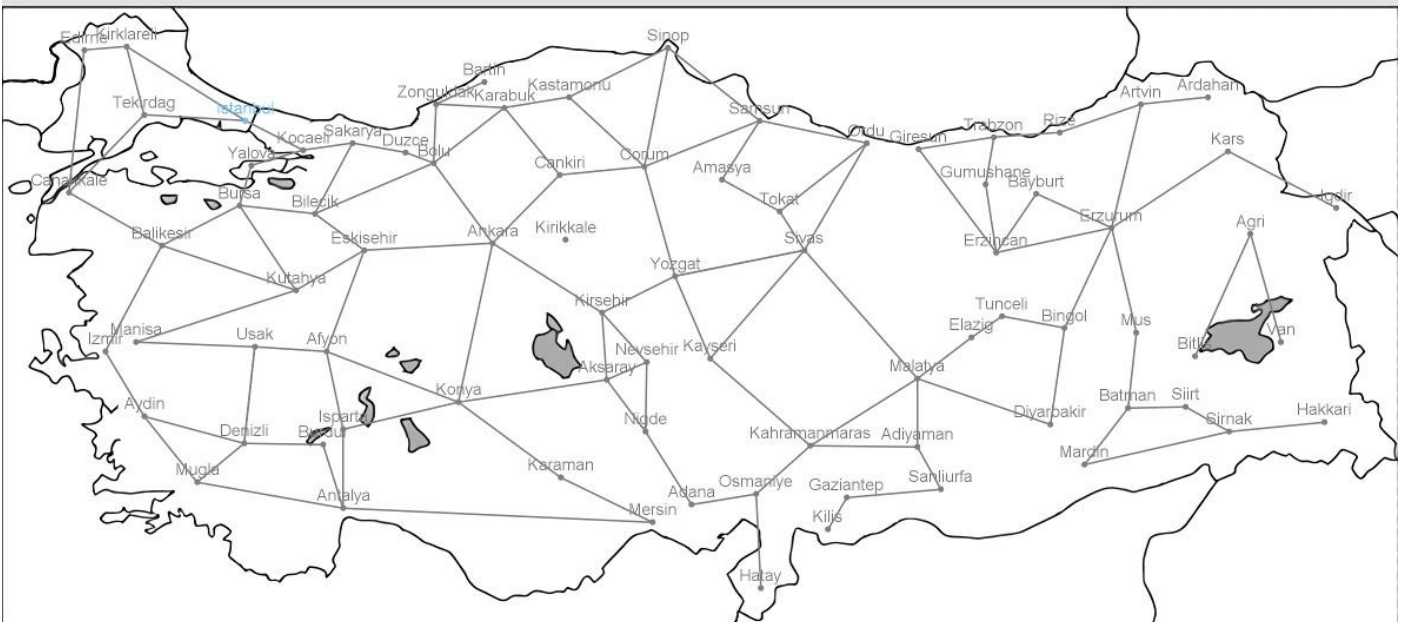 Sinop
Edirne
Kirklareli
Bartin
Kastamonu
Zonguldak
Karabuk
Artvin
Ardahan
Tekirdag
Istanbul
Samsun
Sakarya
Kocaeli
Duzce
Bolu
Ordu
Giresun
Trabzon
Rize
Kars
Yalova
Cankiri
Corum
Amasya
Gumushane
Bayburt
Canakkale
Bursa
Bilecik
Tokat
Igdir
Balikesir
Eskisehir
Ankara
Kirikkale
Sivas
Erzincan
Erzurum
Agri
Kutahya
Yozgat
Kirsehir
Tunceli
Bingol
Mus
Elazig
Van
Izmir
Manisa
Usak
Afyon
Nevsehir
Kayseri
Bitlis
Aksaray
Malatya
Konya
Aydin
Isparta
Nigde
Diyarbakir
Batman
Siirt
Sirnak
Hakkari
Denizli
Burdur
Kahramanmaras
Adiyaman
Mardin
Mugla
Karaman
Antalya
Mersin
Adana
Osmaniye
Gaziantep
Sanliurfa
Kilis
Hatay